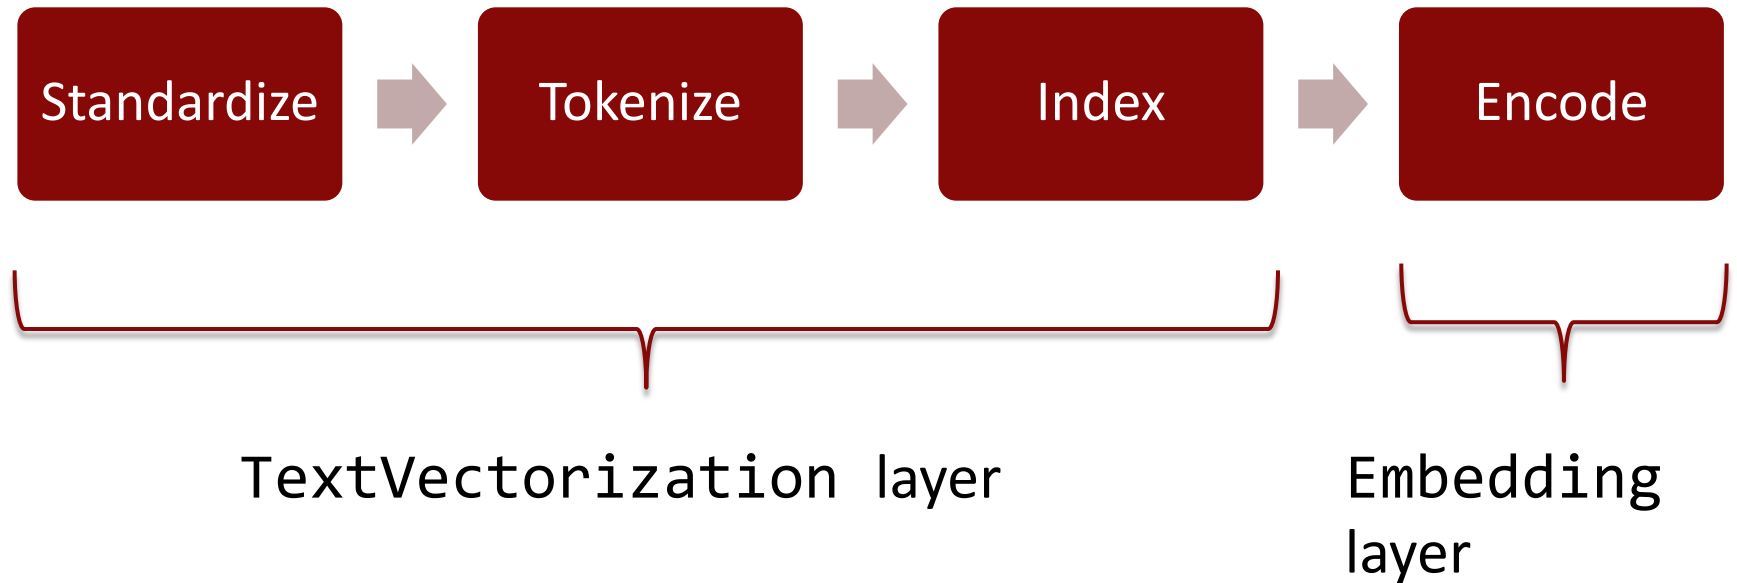 Standardize
Tokenize
Index
Encode
TextVectorization layer
Embedding
layer